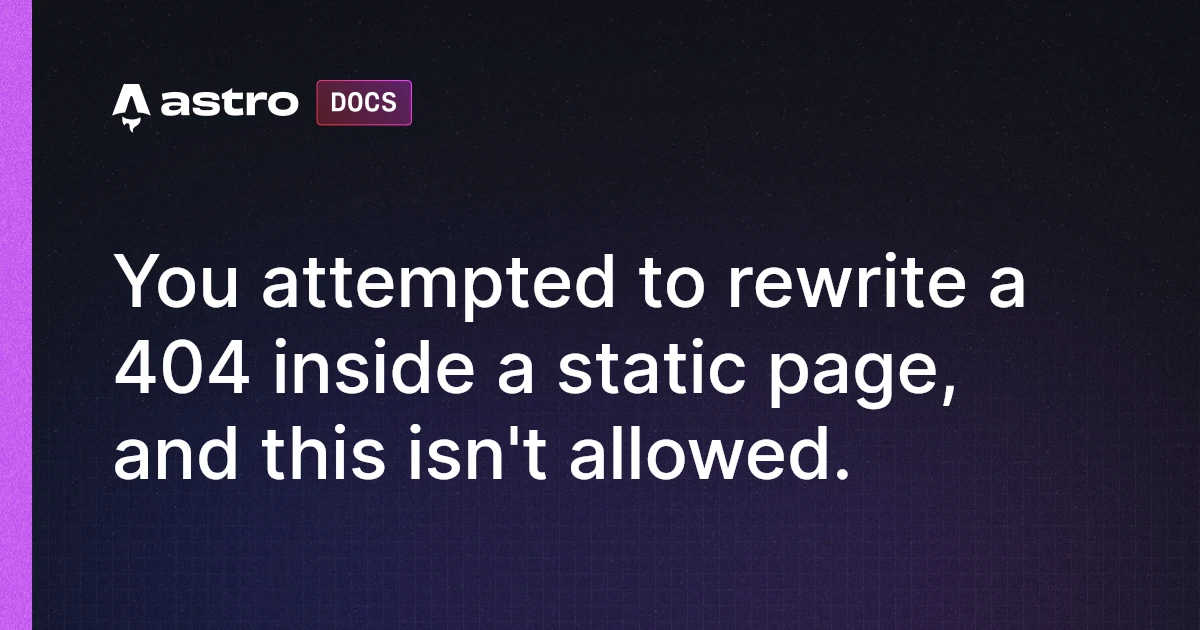 astro DOCS
You attempted to rewrite a
404 inside a static page,
and this isn't allowed.